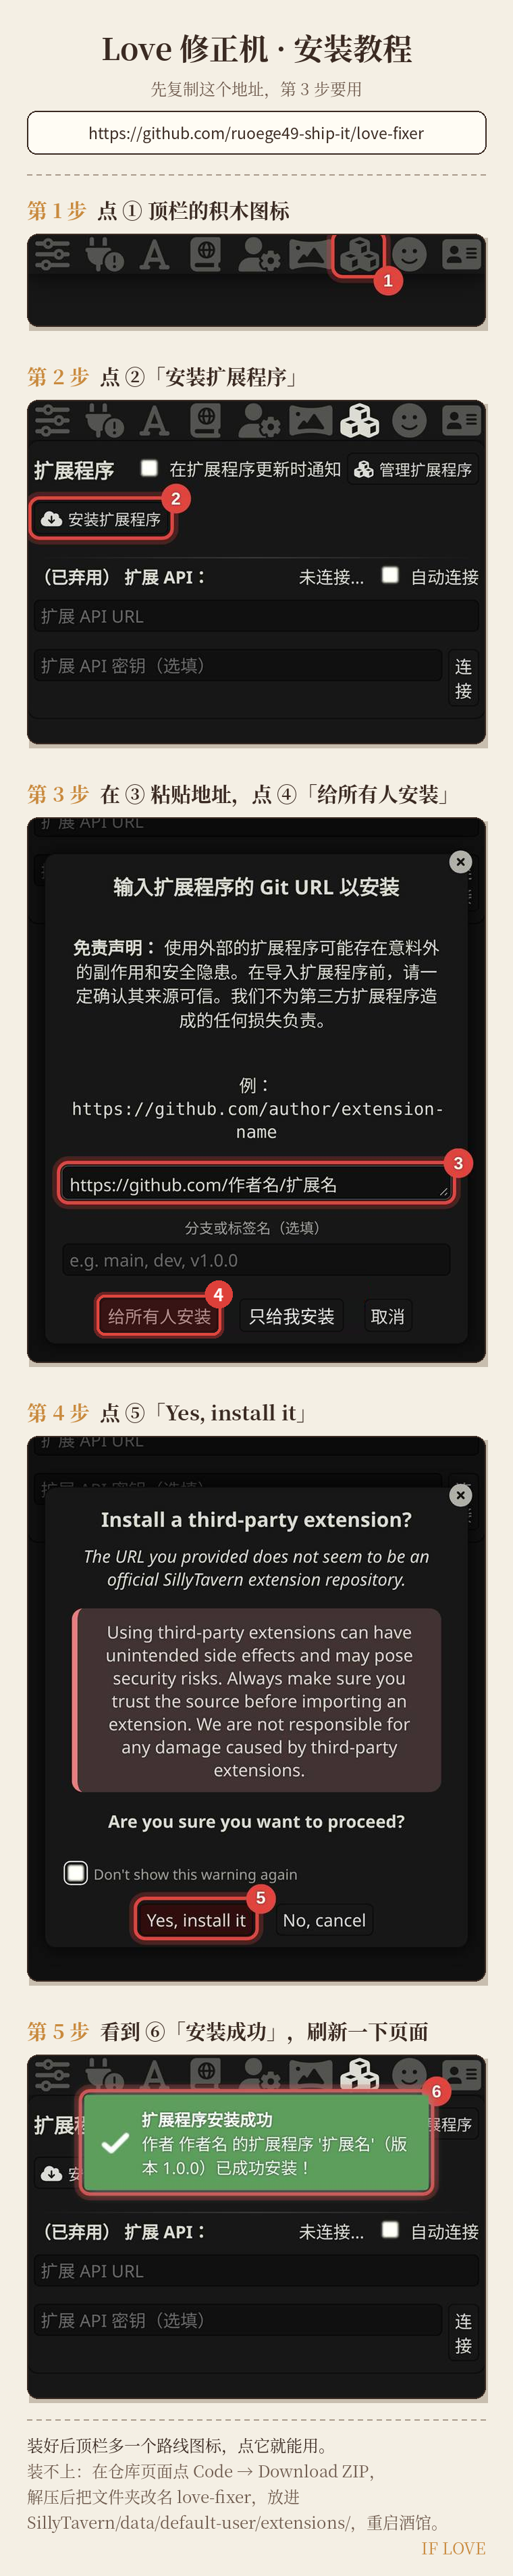 Love 修正机 · 安装教程
先复制这个地址，第 3 步要用
https://github.com/ruoege49-ship-it/love-fixer
第 1 步 点 ① 顶栏的积木图标
1
第 2 步 点 ②「安装扩展程序」
扩展程序 在扩展程序更新时通知 管理扩展程序
2
安装扩展程序
（已弃用） 扩展 API： 未连接... 自动连接
扩展 API URL
扩展 API 密钥（选填） 连
接
第 3 步 在 ③ 粘贴地址，点 ④「给所有人安装」
扩展 API URL
输入扩展程序的 Git URL 以安装
免责声明： 使用外部的扩展程序可能存在意料外
的副作用和安全隐患。在导入扩展程序前，请一
定确认其来源可信。我们不为第三方扩展程序造
成的任何损失负责。
例：
https://github.com/author/extension-
name
3
https://github.com/作者名/扩展名
分支或标签名（选填）
e.g. main, dev, v1.0.0
4
给所有人安装 只给我安装 取消
第 4 步 点 ⑤「Yes, install it」
扩展 API URL
扩展 API 密钥（选填）
Install a third-party extension?
The URL you provided does not seem to be an
official SillyTavern extension repository.
Using third-party extensions can have
unintended side effects and may pose
security risks. Always make sure you
trust the source before importing an
extension. We are not responsible for
any damage caused by third-party
extensions.
Are you sure you want to proceed?
Don't show this warning again
5
Yes, install it No, cancel
第 5 步 看到 ⑥「安装成功」，刷新一下页面
6
扩展 展程序
扩展程序安装成功
作者 作者名 的扩展程序 '扩展名'（版
本 1.0.0）已成功安装！
安
（已弃用） 扩展 API： 未连接... 自动连接
扩展 API URL
扩展 API 密钥（选填） 连
接
装好后顶栏多一个路线图标，点它就能用。
装不上：在仓库页面点 Code → Download ZIP，
解压后把文件夹改名 love-fixer，放进
SillyTavern/data/default-user/extensions/，重启酒馆。
IF LOVE